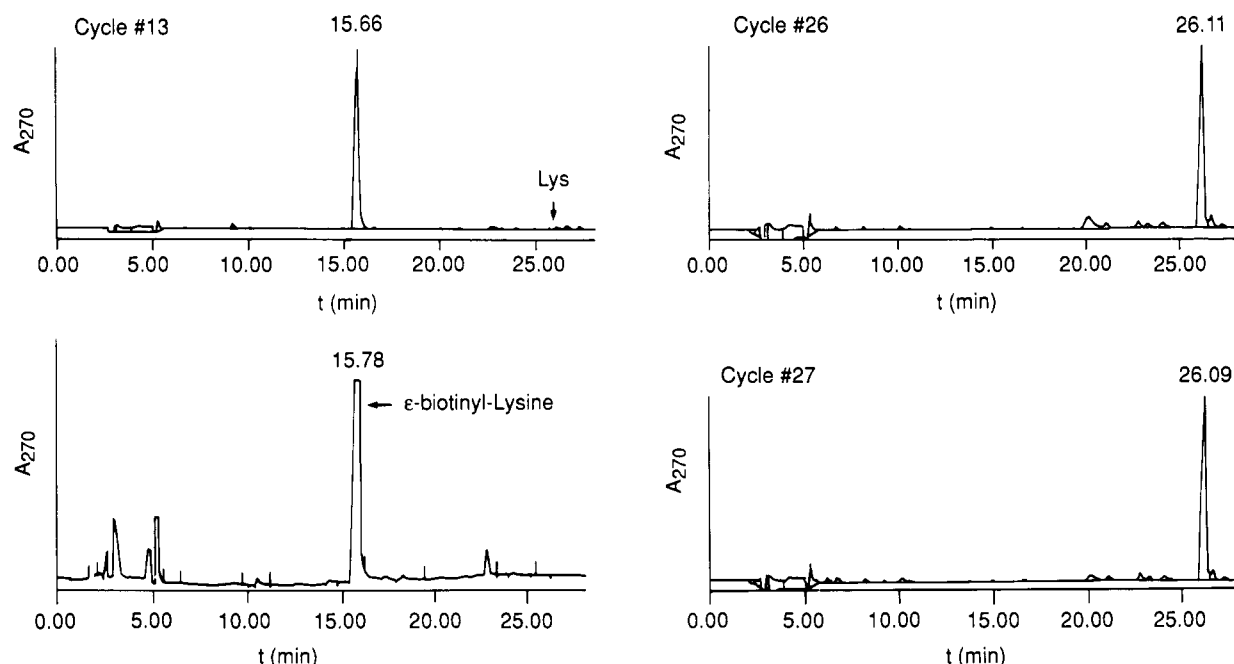 Cycle #13
15.66
A270
Lys
0.00 5.00 10.00 15.00 20.00 25.00
t (min)
15.78
ε-biotinyl-Lysine
A270
0.00 5.00 10.00 15.00 20.00 25.00
t (min)
Cycle #26
26.11
A270
0.00 5.00 10.00 15.00 20.00 25.00
t (min)
Cycle #27
26.09
A270
0.00 5.00 10.00 15.00 20.00 25.00
t (min)